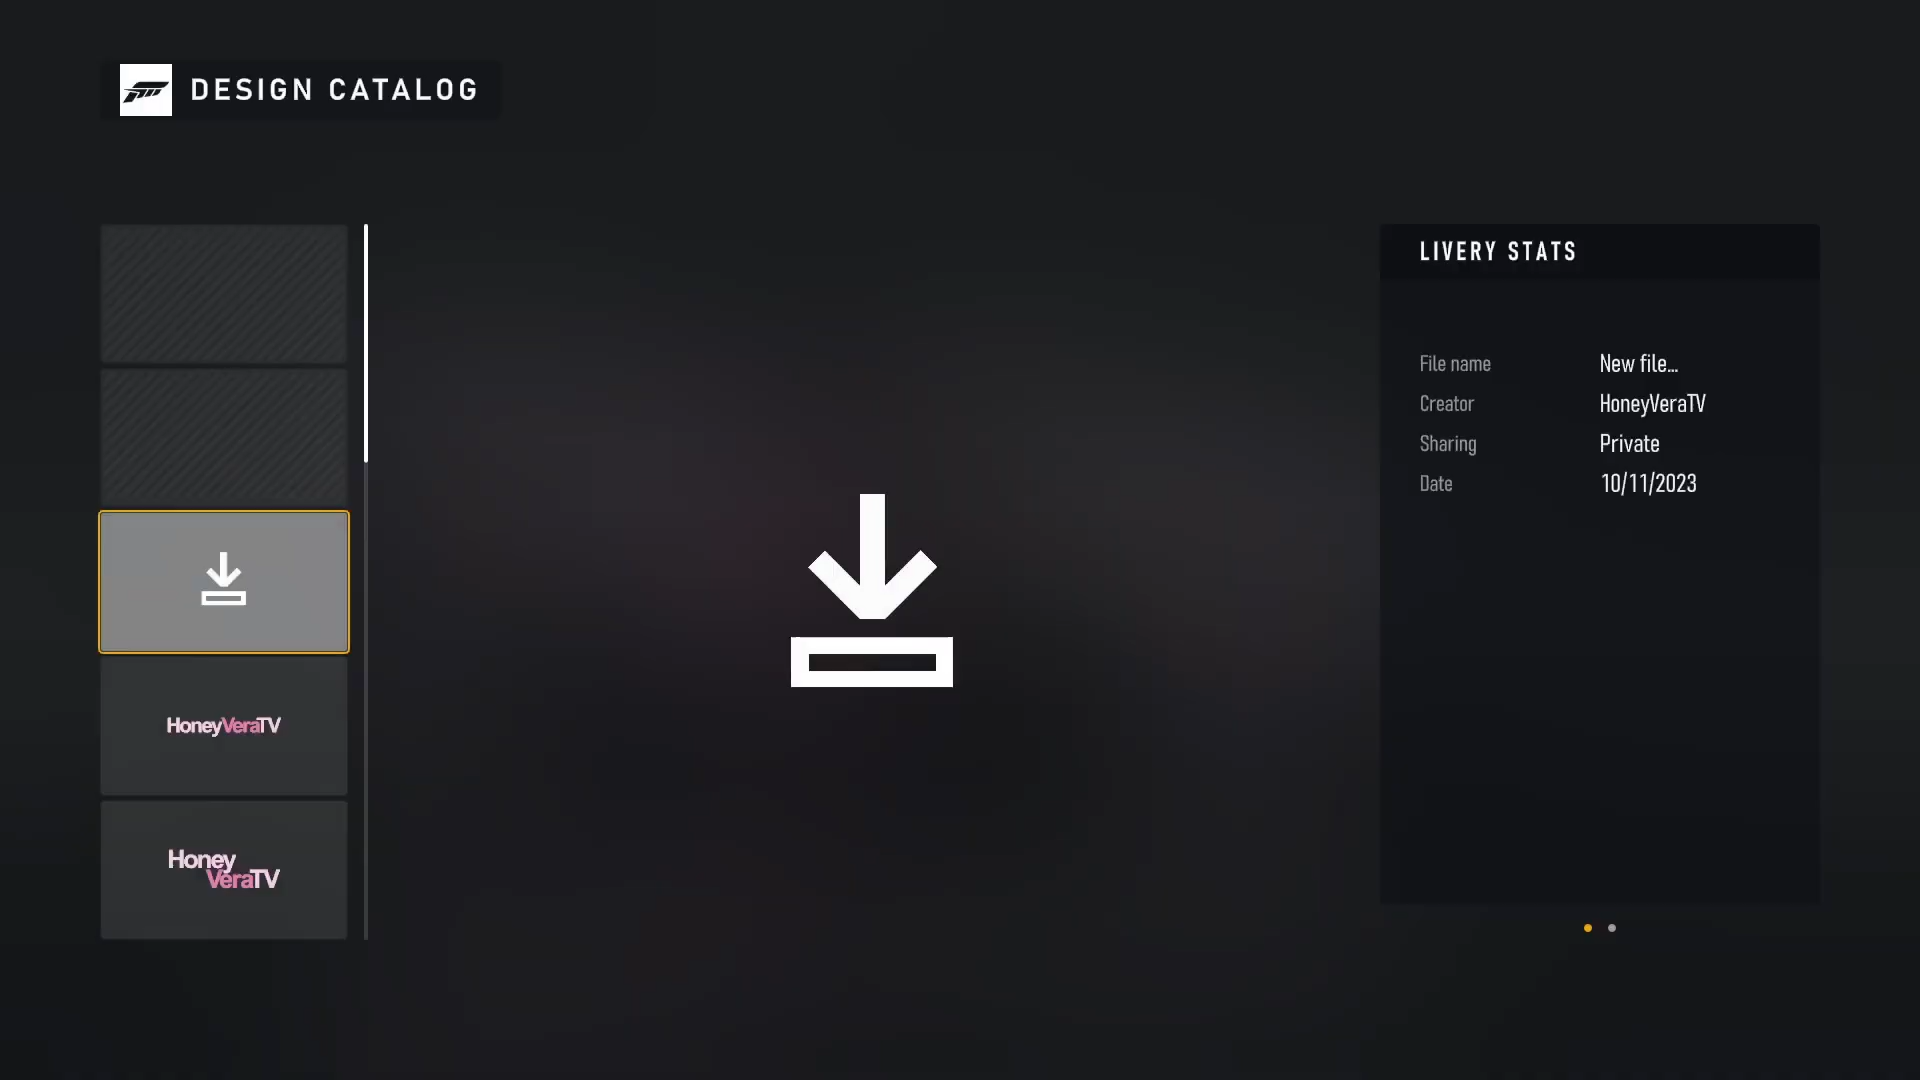 DESIGN CATALOG
HoneyVeraTV
Honey
VeraTV
LIVERY STATS
File name New file...
Creator HoneyVeraTV
Sharing Private
Date 10/11/2023